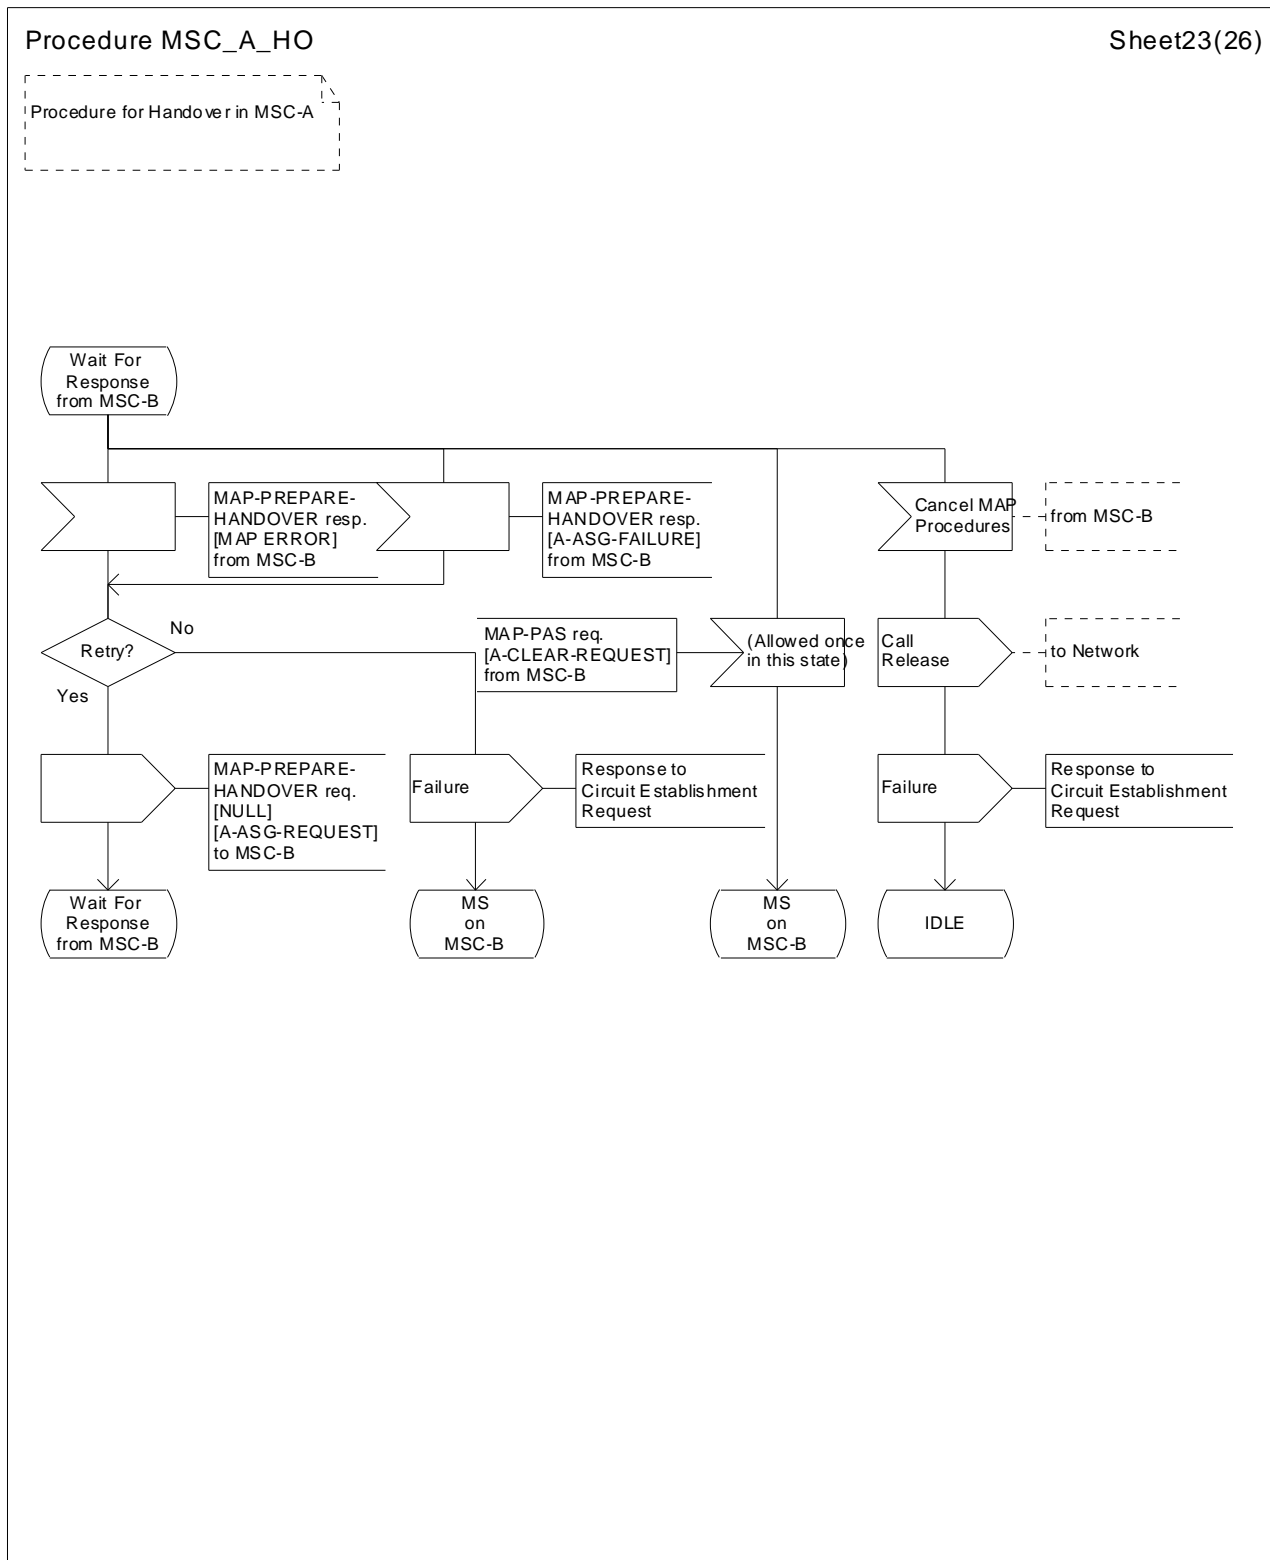 Procedure MSC_A_HO
Sheet23(26)
Procedure for Handover in MSC-A
Wait For
Response
from MSC-B
MAP-PREPARE-
HANDOVER resp.
[MAP ERROR]
from MSC-B
MAP-PREPARE-
HANDOVER resp.
[A-ASG-FAILURE]
from MSC-B
Cancel MAP
Procedures
from MSC-B
Retry?
No
Yes
MAP-PAS req.
[A-CLEAR-REQUEST]
from MSC-B
(Allowed once
in this state)
Call
Release
to Network
MAP-PREPARE-
HANDOVER req.
[NULL]
[A-ASG-REQUEST]
to MSC-B
Failure
Response to
Circuit Establishment
Request
Failure
Response to
Circuit Establishment
Request
Wait For
Response
from MSC-B
MS
on
MSC-B
MS
on
MSC-B
IDLE